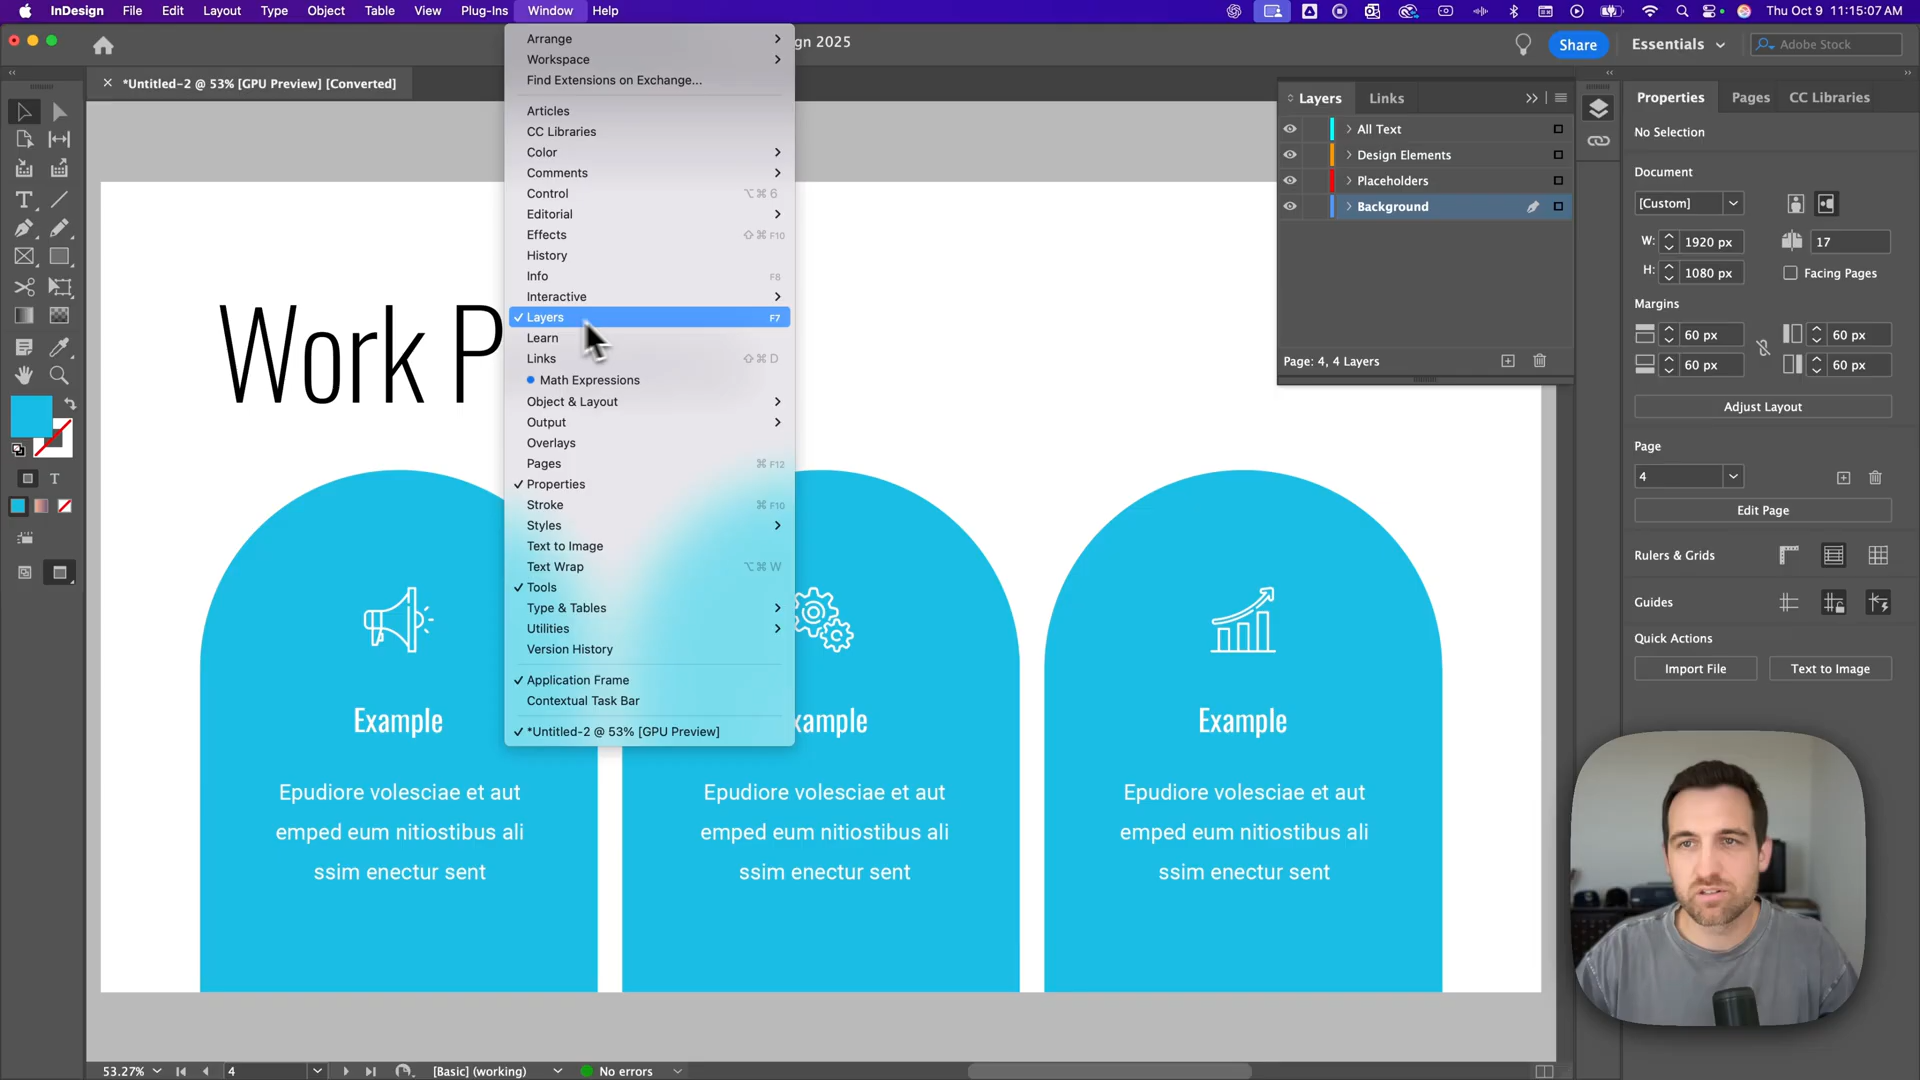 InDesign File Edit Layout Type Object Table View Plug-Ins Window Help
Thu Oct 9 11:15:07 AM
gn 2025
Share
Essentials
Adobe Stock
*Untitled-2 @ 53% [GPU Preview] [Converted]
Arrange
Workspace
Find Extensions on Exchange...
Articles
CC Libraries
Color
Comments
Control ⌥⌘6
Editorial
Effects ⇧⌘F10
History
Info F8
Interactive
✓ Layers F7
Learn
Links ⇧⌘D
Math Expressions
Object & Layout
Output
Overlays
Pages ⌘F12
✓ Properties
Stroke ⌘F10
Styles
Text to Image
Text Wrap ⌥⌘W
✓ Tools
Type & Tables
Utilities
Version History
✓ Application Frame
Contextual Task Bar
✓ *Untitled-2 @ 53% [GPU Preview]
Layers Links
All Text
Design Elements
Placeholders
Background
Page: 4, 4 Layers
Properties Pages CC Libraries
No Selection
Document
[Custom]
W: 1920 px 17
H: 1080 px Facing Pages
Margins
60 px 60 px
60 px 60 px
Adjust Layout
Page
4
Edit Page
Rulers & Grids
Guides
Quick Actions
Import File Text to Image
Work P
Example
Epudiore volesciae et aut
emped eum nitiostibus ali
ssim enectur sent
xample
Epudiore volesciae et aut
emped eum nitiostibus ali
ssim enectur sent
Example
Epudiore volesciae et aut
emped eum nitiostibus ali
ssim enectur sent
53.27% 4 [Basic] (working) No errors